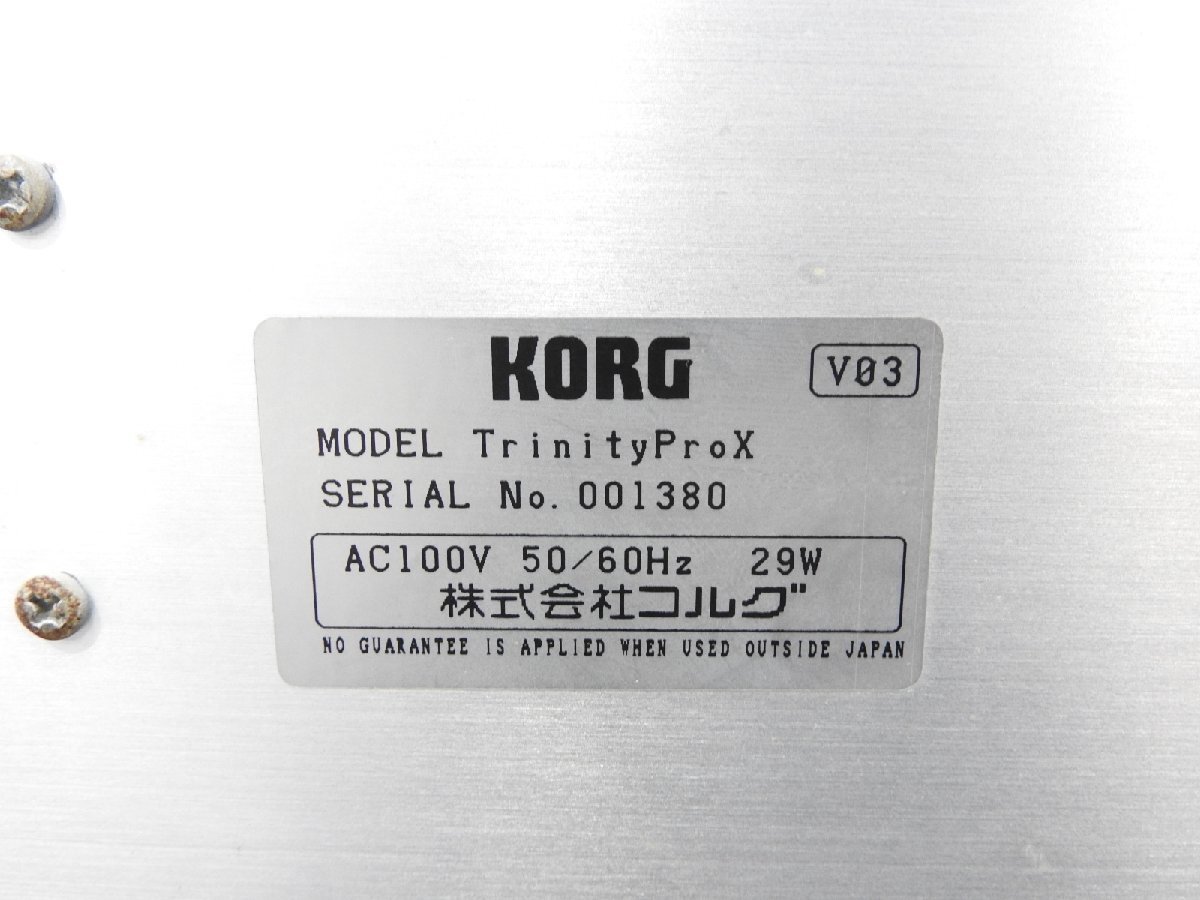 KORG
V03
MODEL TrinityProX
SERIAL No. 001380
AC100V 50/60Hz 29W
株式会社コルグ
NO GUARANTEE IS APPLIED WHEN USED OUTSIDE JAPAN